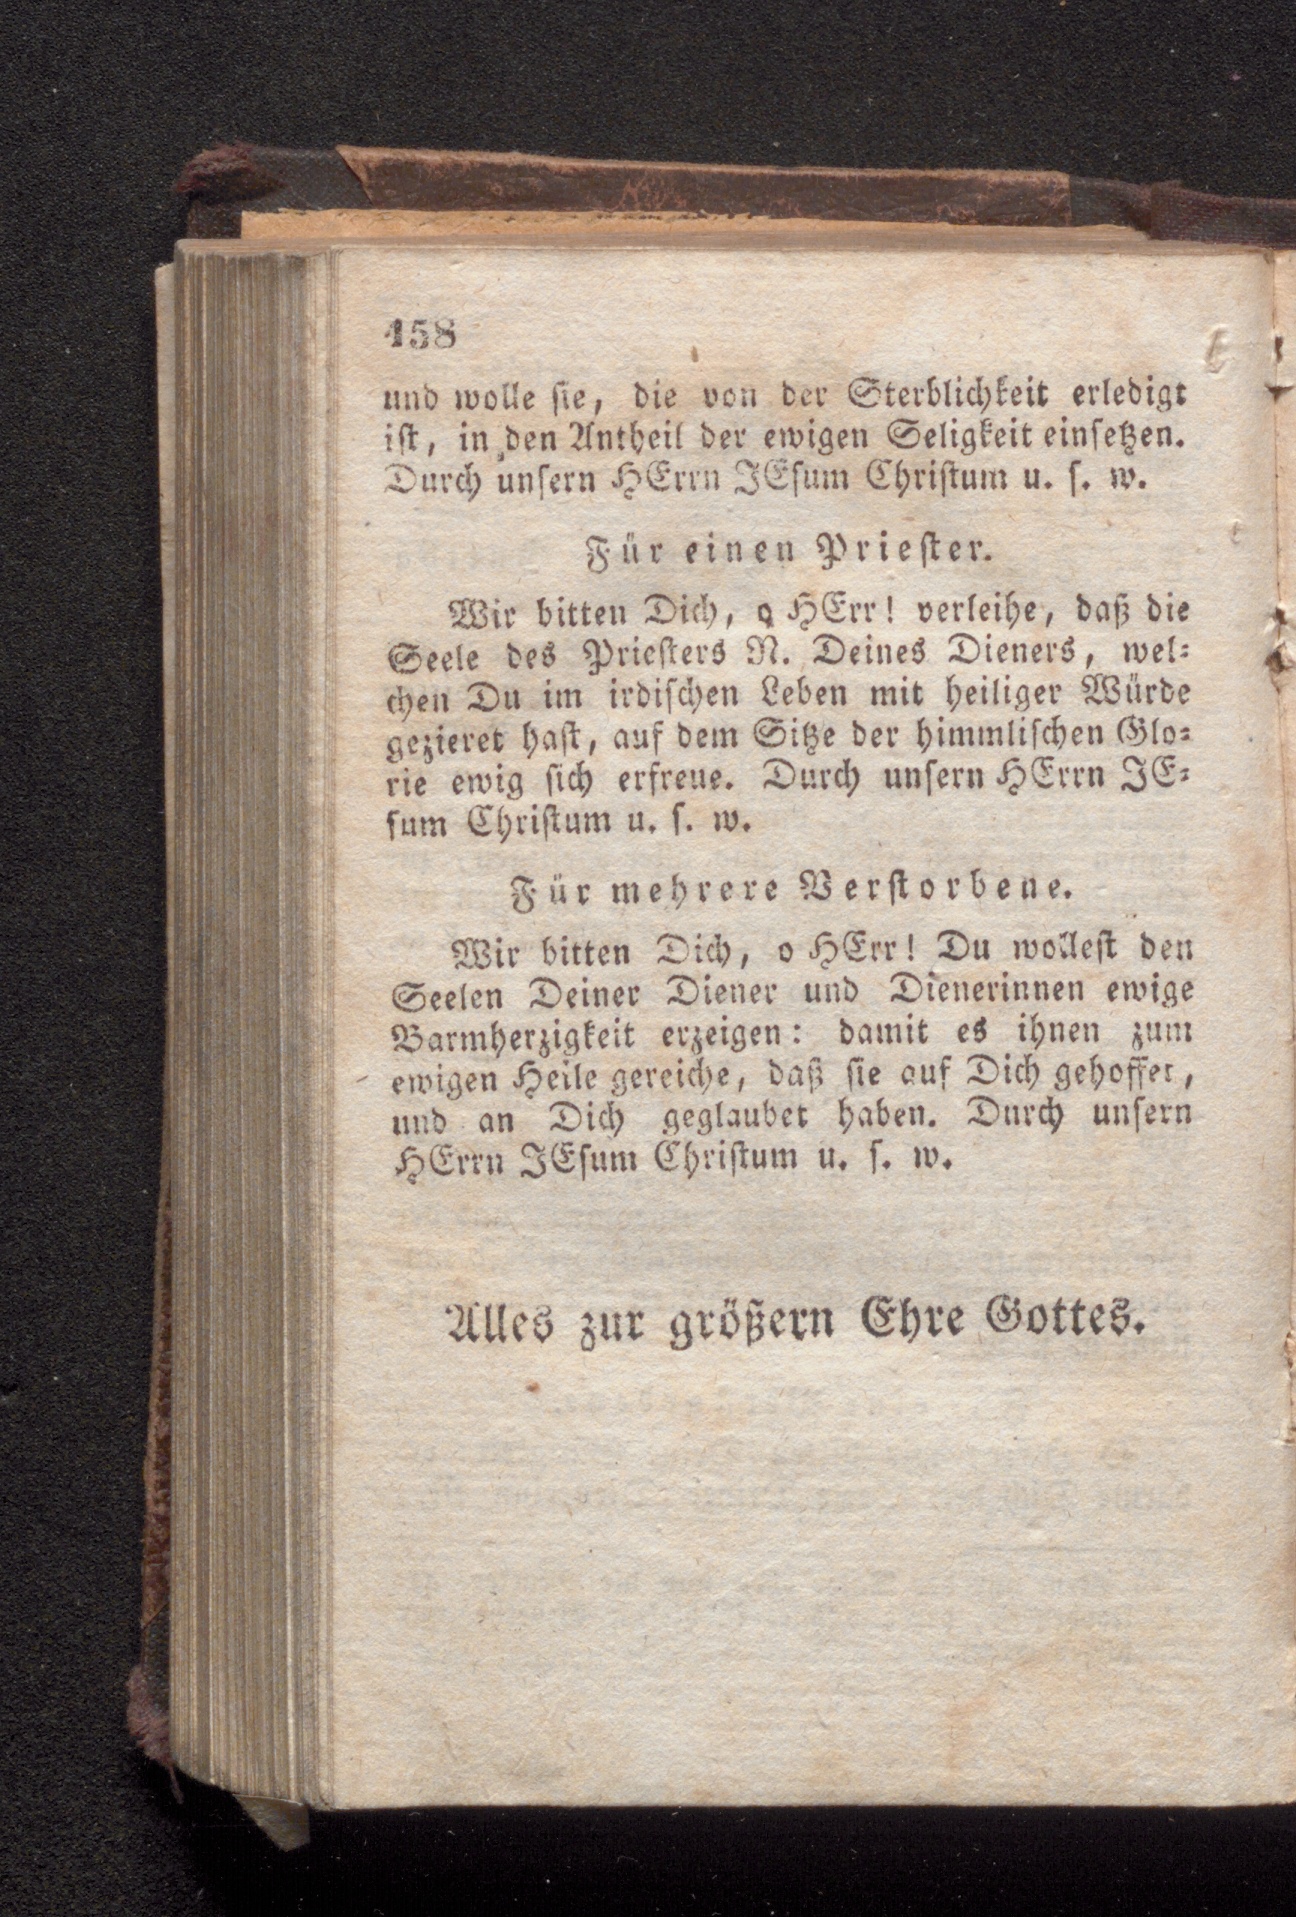 158
und wolle sie, die von der Sterblichkeit erledigt
ist, in den Antheil der ewigen Seligkeit einsetzen.
Durch unsern HErrn JEsum Christum u. s. w.
Für einen Priester.
Wir bitten Dich, o HErr! verleihe, daß die
Seele des Priesters N. Deines Dieners, wel=
chen Du im irdischen Leben mit heiliger Würde
gezieret hast, auf dem Sitze der himmlischen Glo=
rie ewig sich erfreue. Durch unsern HErrn JE=
sum Christum u. s. w.
Für mehrere Verstorbene.
Wir bitten Dich, o HErr! Du wollest den
Seelen Deiner Diener und Dienerinnen ewige
Barmherzigkeit erzeigen: damit es ihnen zum
ewigen Heile gereiche, daß sie auf Dich gehoffet,
und an Dich geglaubet haben. Durch unsern
HErrn JEsum Christum u. s. w.
Alles zur größern Ehre Gottes.